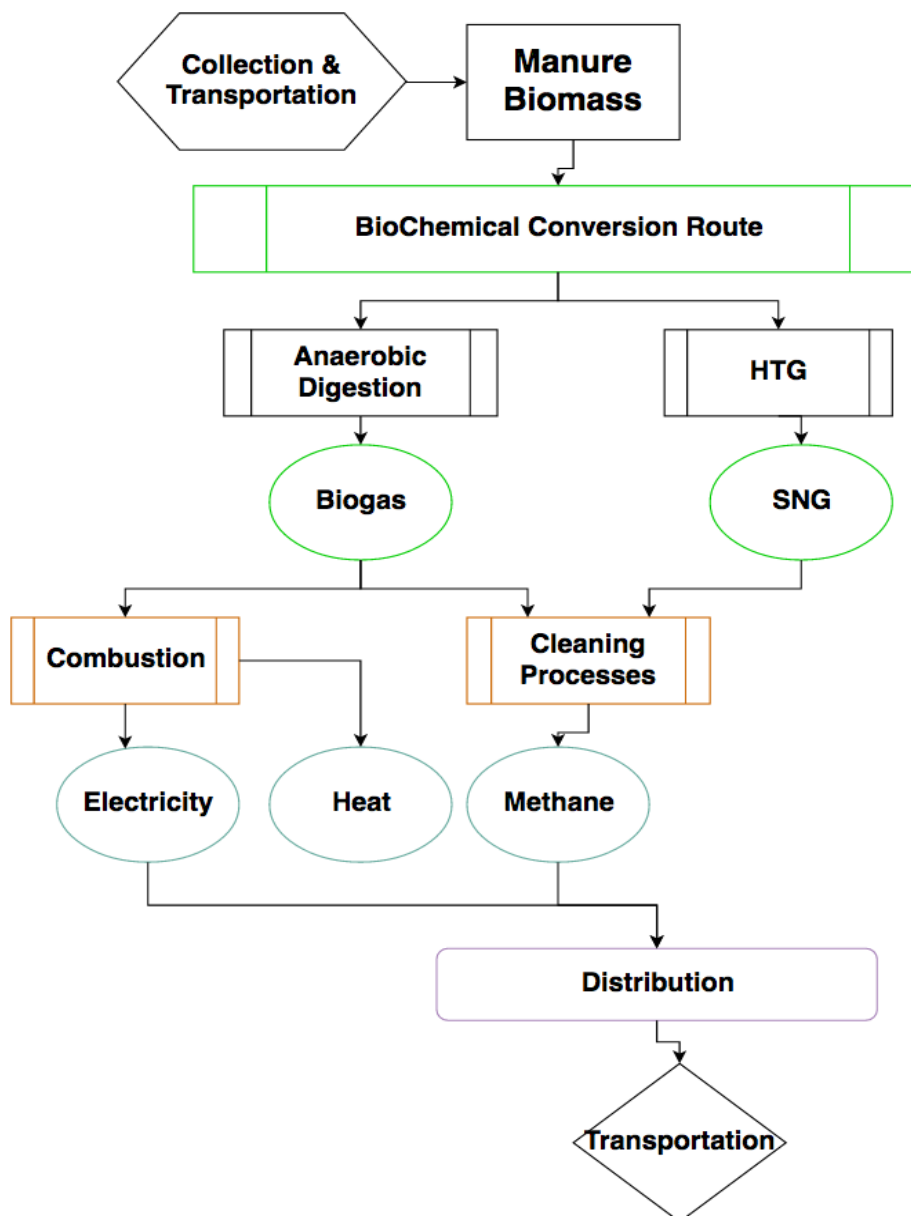 Collection &
Transportation
Manure
Biomass
BioChemical Conversion Route
Anaerobic
Digestion
HTG
Biogas
SNG
Combustion
Cleaning
Processes
Electricity
Heat
Methane
Distribution
Transportation